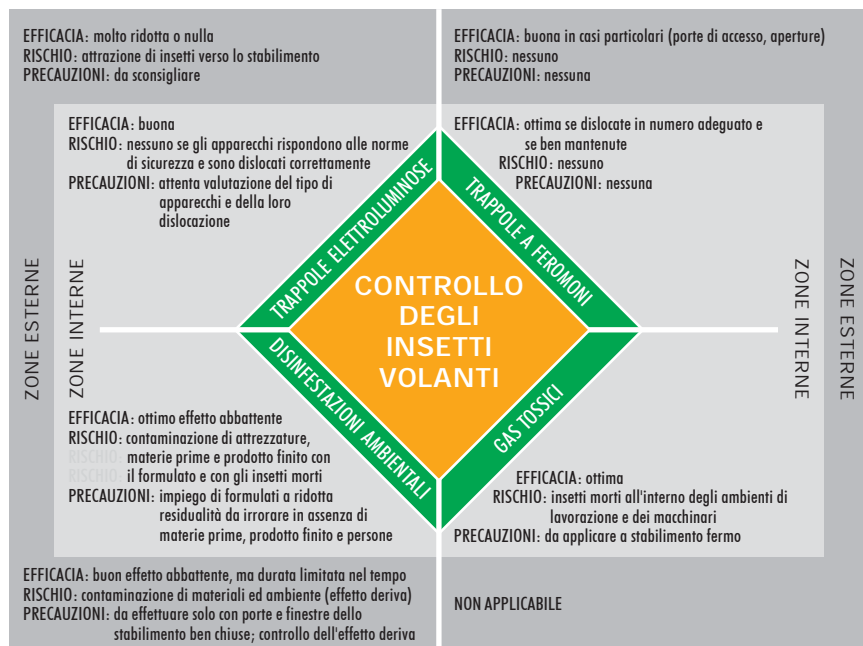 EFFICACIA: molto ridotta o nulla
RISCHIO: attrazione di insetti verso lo stabilimento
PRECAUZIONI: da sconsigliare
EFFICACIA: buona in casi particolari (porte di accesso, aperture)
RISCHIO: nessuno
PRECAUZIONI: nessuna
EFFICACIA: buona
RISCHIO: nessuno se gli apparecchi rispondono alle norme
di sicurezza e sono dislocati correttamente
PRECAUZIONI: attenta valutazione del tipo di
apparecchi e della loro
dislocazione
EFFICACIA: ottima se dislocate in numero adeguato e
se ben mantenute
RISCHIO: nessuno
PRECAUZIONI: nessuna
TRAPPOLE ELETTROLUMINOSE
TRAPPOLE A FEROMONI
ZONE ESTERNE
ZONE INTERNE
CONTROLLO
DEGLI
INSETTI
VOLANTI
ZONE INTERNE
ZONE ESTERNE
DISINFESTAZIONI AMBIENTALI
GAS TOSSICI
EFFICACIA: ottimo effetto abbattente
RISCHIO: contaminazione di attrezzature,
RISCHIO: materie prime e prodotto finito con
RISCHIO: il formulato e con gli insetti morti
PRECAUZIONI: impiego di formulati a ridotta
residualità da irrorare in assenza di
materie prime, prodotto finito e persone
EFFICACIA: ottima
RISCHIO: insetti morti all'interno degli ambienti di
lavorazione e dei macchinari
PRECAUZIONI: da applicare a stabilimento fermo
EFFICACIA: buon effetto abbattente, ma durata limitata nel tempo
RISCHIO: contaminazione di materiali ed ambiente (effetto deriva)
PRECAUZIONI: da effettuare solo con porte e finestre dello
stabilimento ben chiuse; controllo dell'effetto deriva
NON APPLICABILE